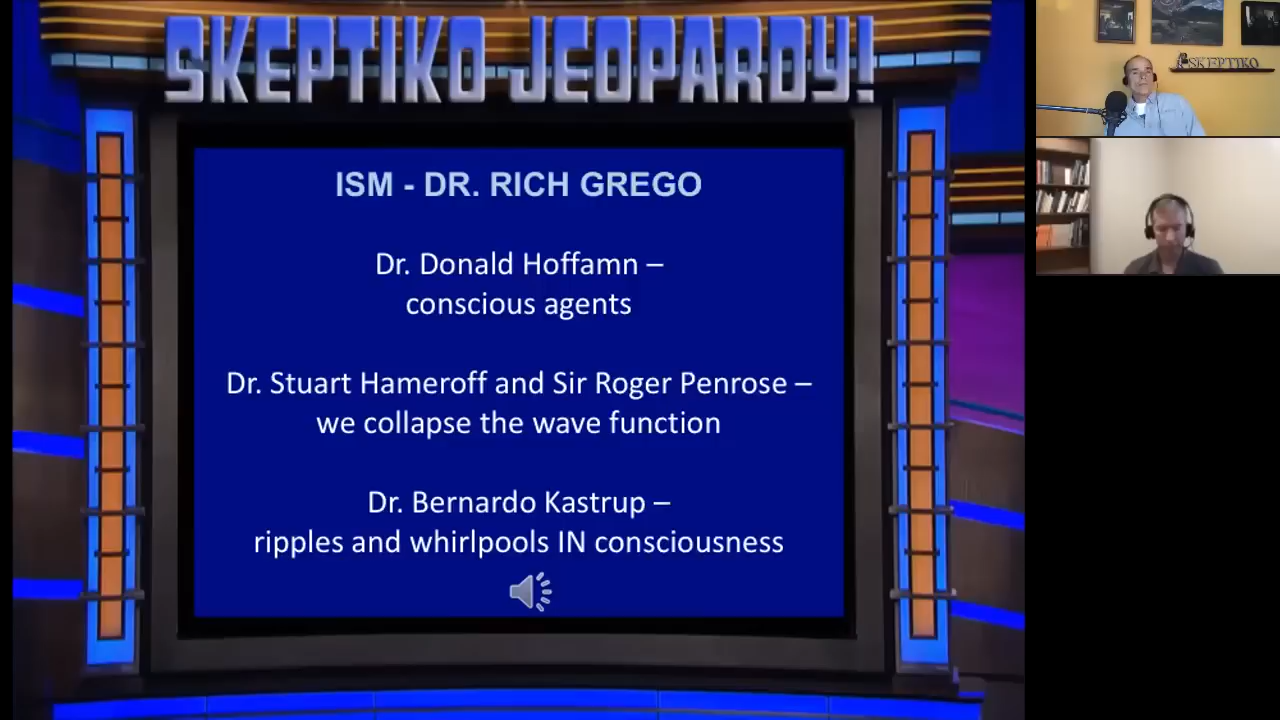 SKEPTIKO JEOPARDY!
ISM - DR. RICH GREGO
Dr. Donald Hoffamn –
conscious agents
Dr. Stuart Hameroff and Sir Roger Penrose –
we collapse the wave function
Dr. Bernardo Kastrup –
ripples and whirlpools IN consciousness
SKEPTIKO